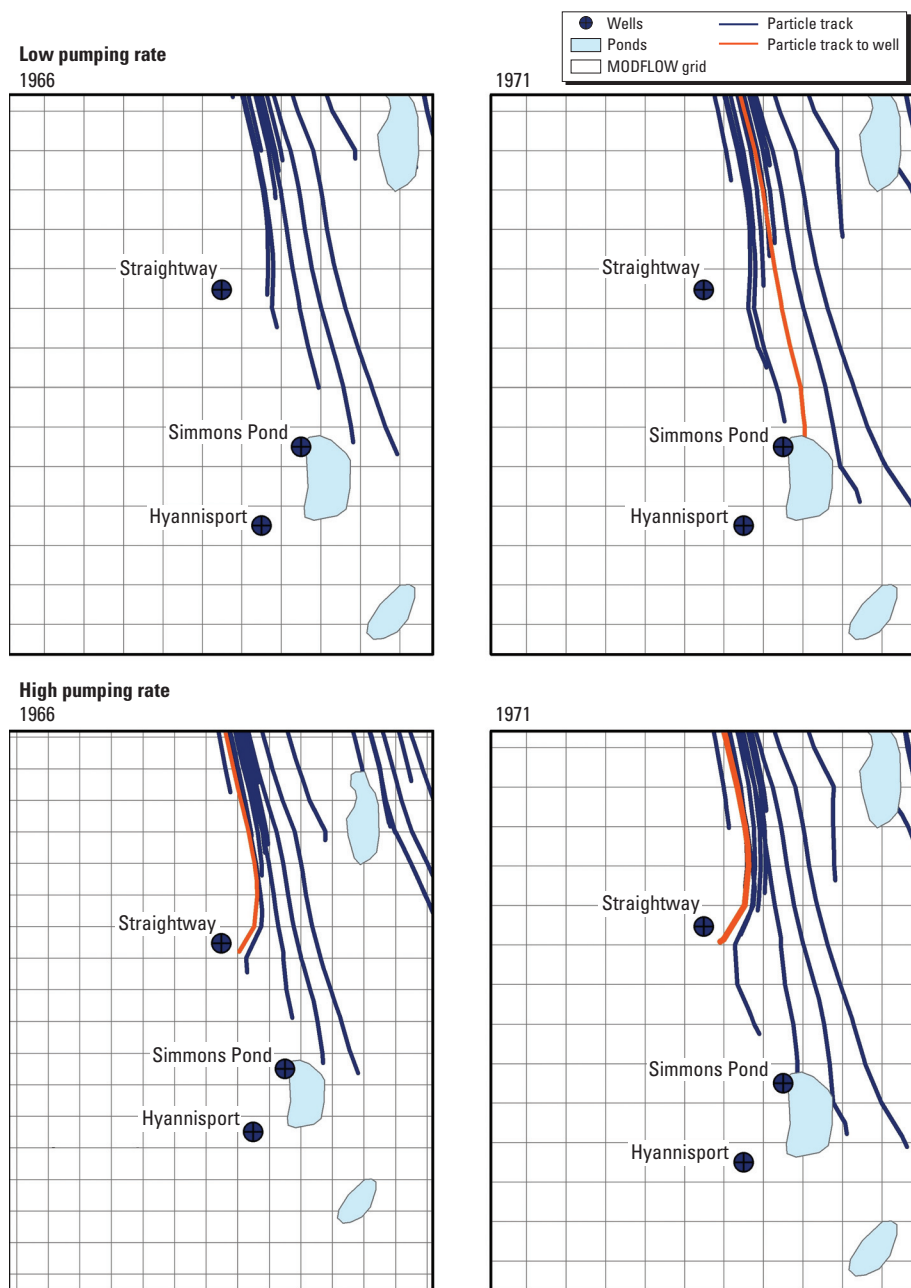 Wells
Particle track
Ponds
Particle track to well
MODFLOW grid
Low pumping rate
1966
1971
Straightway
Straightway
Simmons Pond
Simmons Pond
Hyannisport
Hyannisport
High pumping rate
1966
1971
Straightway
Straightway
Simmons Pond
Simmons Pond
Hyannisport
Hyannisport